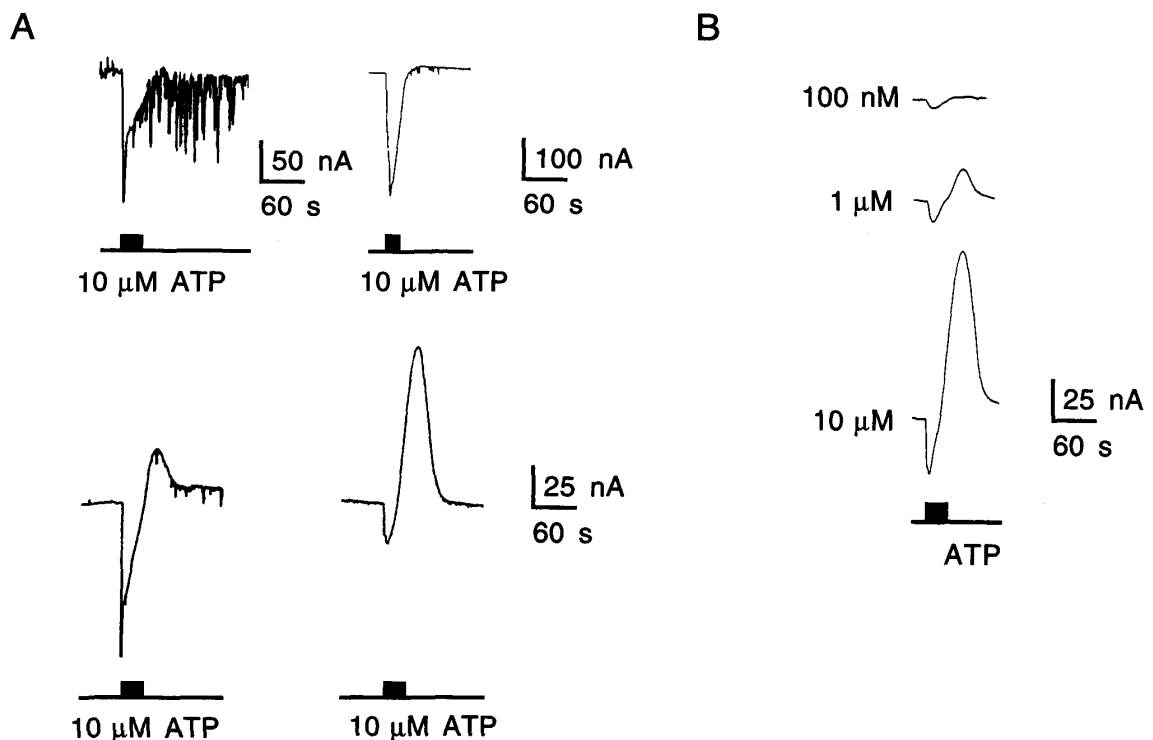 A
50 nA
60 s
10 μM ATP
100 nA
60 s
10 μM ATP
10 μM ATP
25 nA
60 s
10 μM ATP
B
100 nM
1 μM
10 μM
25 nA
60 s
ATP